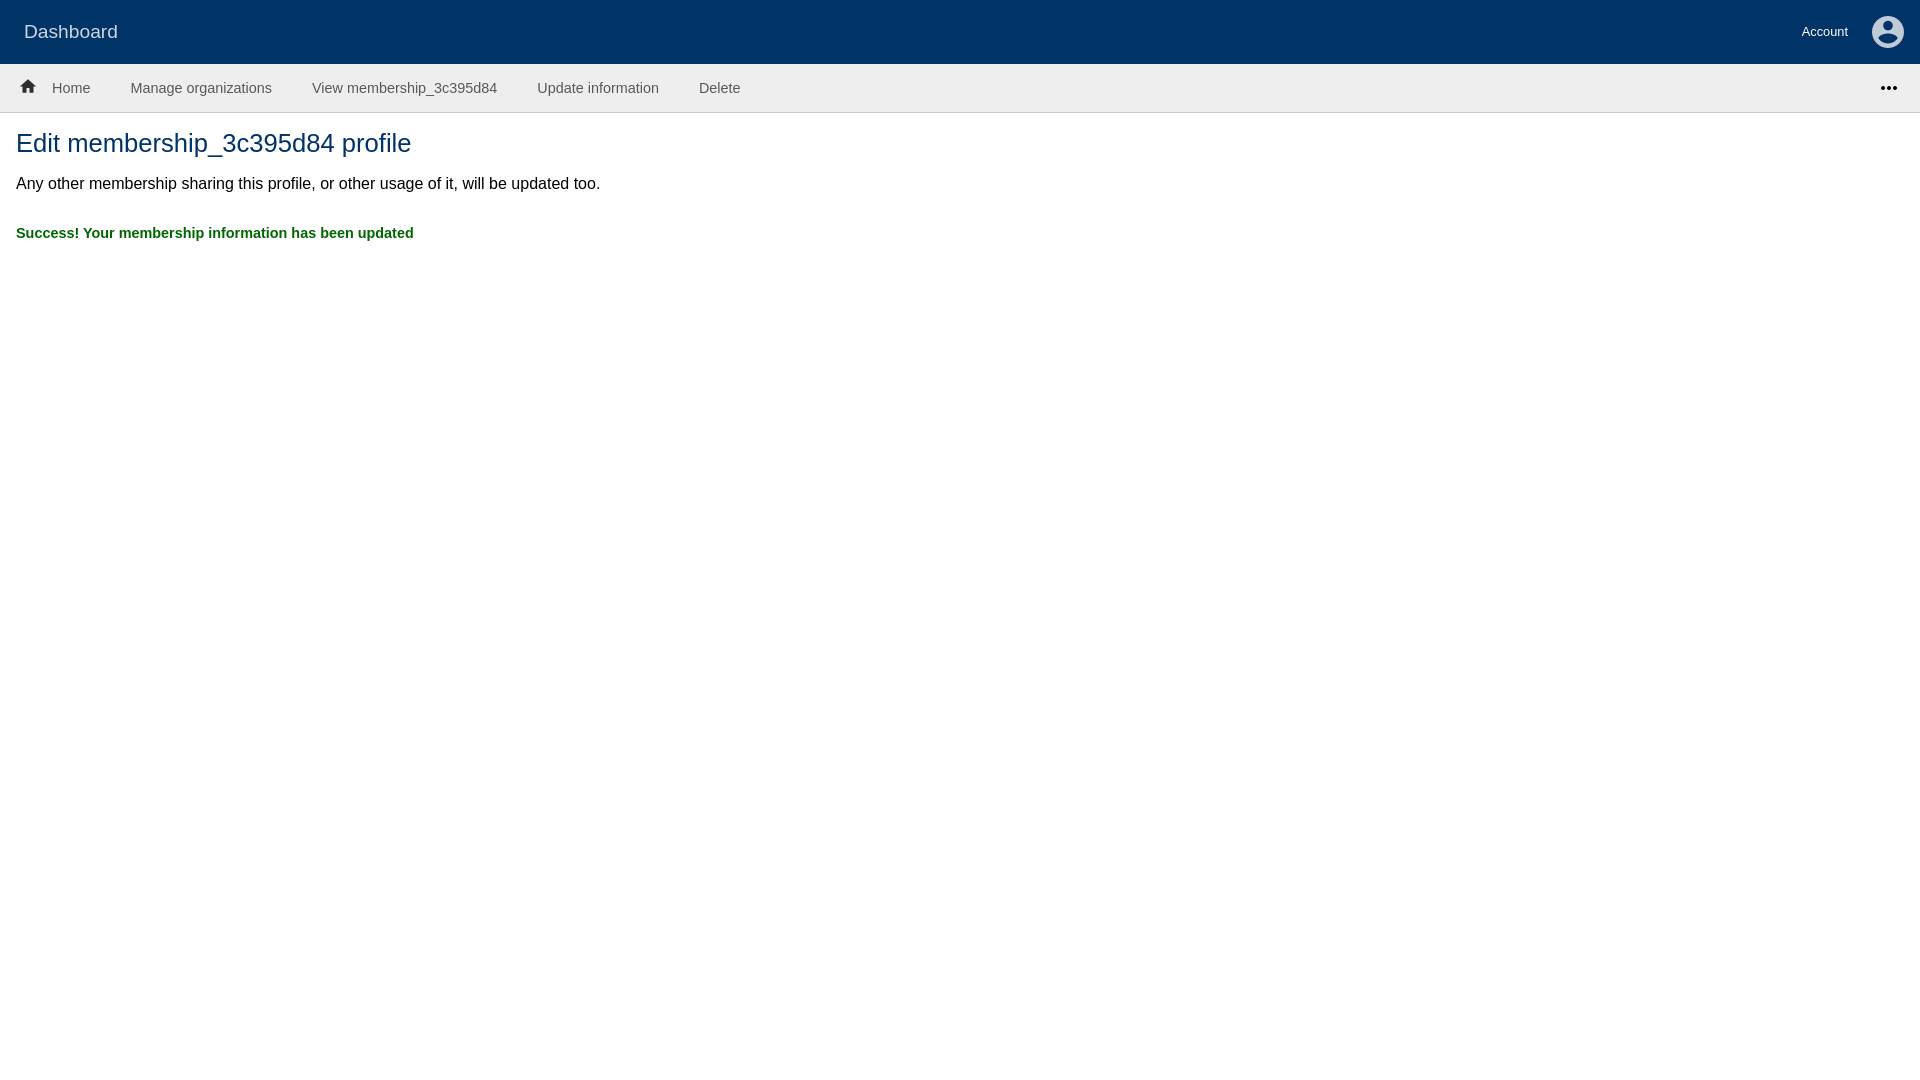 Dashboard
Account
Home
Manage organizations
View membership_3c395d84
Update information
Delete
Edit membership_3c395d84 profile
Any other membership sharing this profile, or other usage of it, will be updated too.
Success! Your membership information has been updated